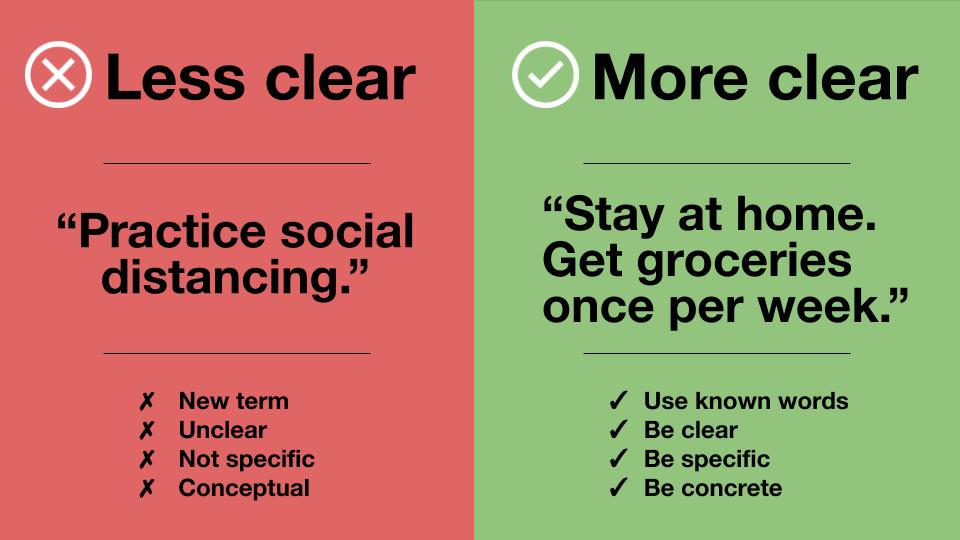 Less clear
“Practice social
distancing.”
✗ New term
✗ Unclear
✗ Not specific
✗ Conceptual
More clear
“Stay at home.
Get groceries
once per week.”
✓ Use known words
✓ Be clear
✓ Be specific
✓ Be concrete